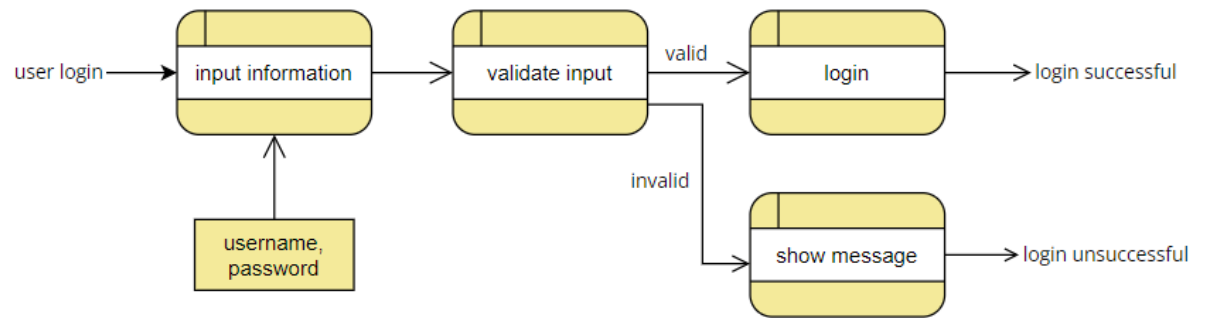 user login
input information
validate input
valid
login
login successful
invalid
username,
password
show message
login unsuccessful